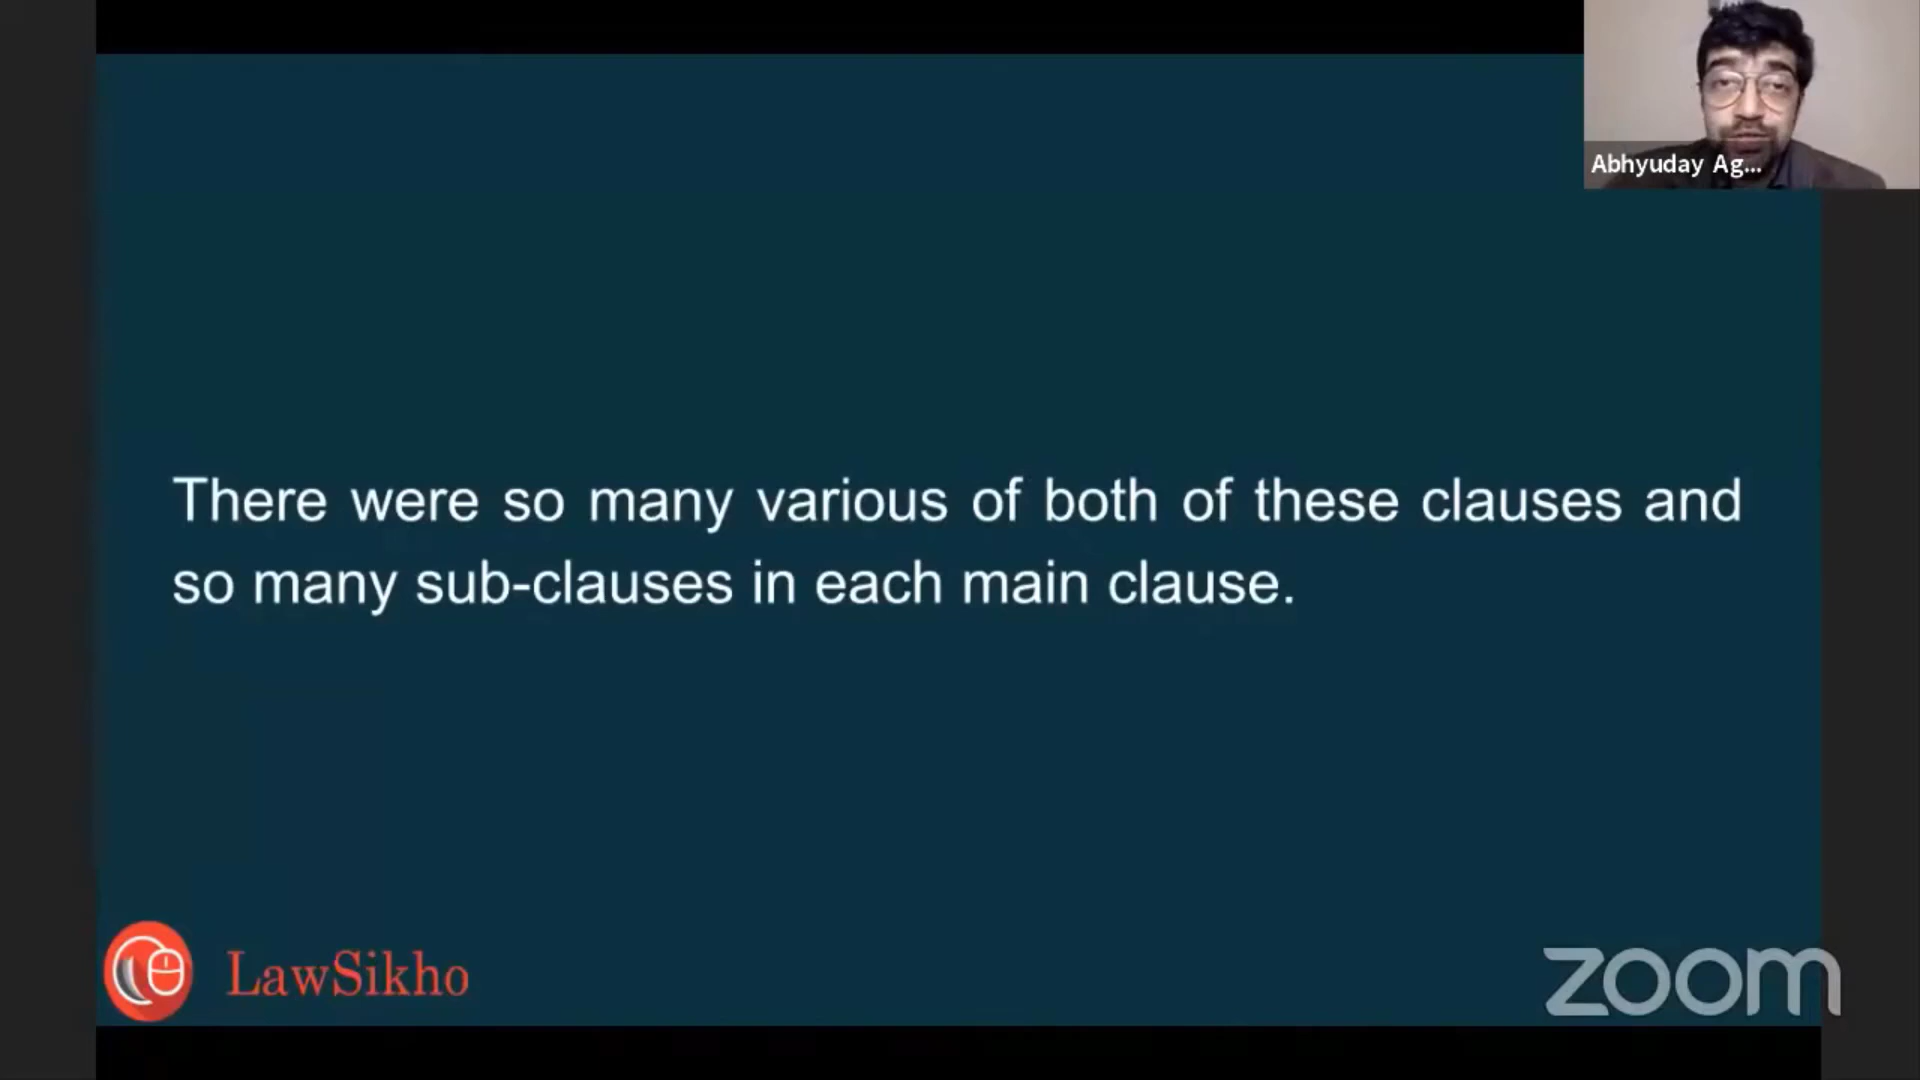 Abhyuday Ag...
There were so many various of both of these clauses and
so many sub-clauses in each main clause.
LawSikho
zoom